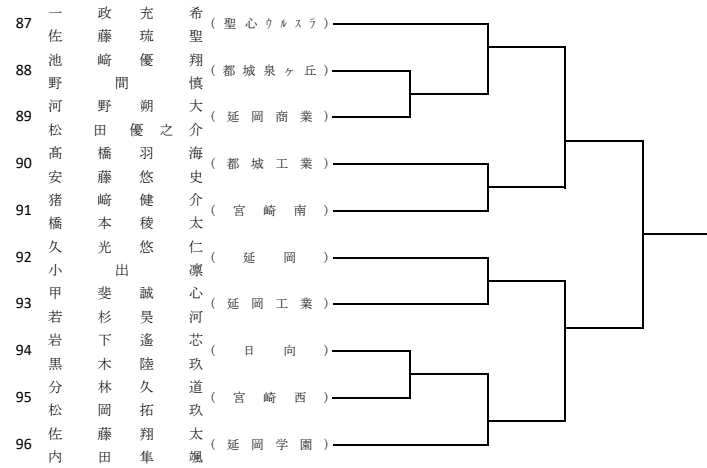 一政充希
87 (聖心ウルスラ)
佐藤琉聖
池﨑優翔
88 (都城泉ヶ丘)
野間慎
河野朔大
89 (延岡商業)
松田優之介
髙橋羽海
90 (都城工業)
安藤悠史
猪﨑健介
91 (宮崎南)
橋本稜太
久光悠仁
92 (延岡)
小出凛
甲斐誠心
93 (延岡工業)
若杉昊河
岩下遙芯
94 (日向)
黒木陸玖
分林久道
95 (宮崎西)
松岡拓玖
佐藤翔太
96 (延岡学園)
内田隼颯